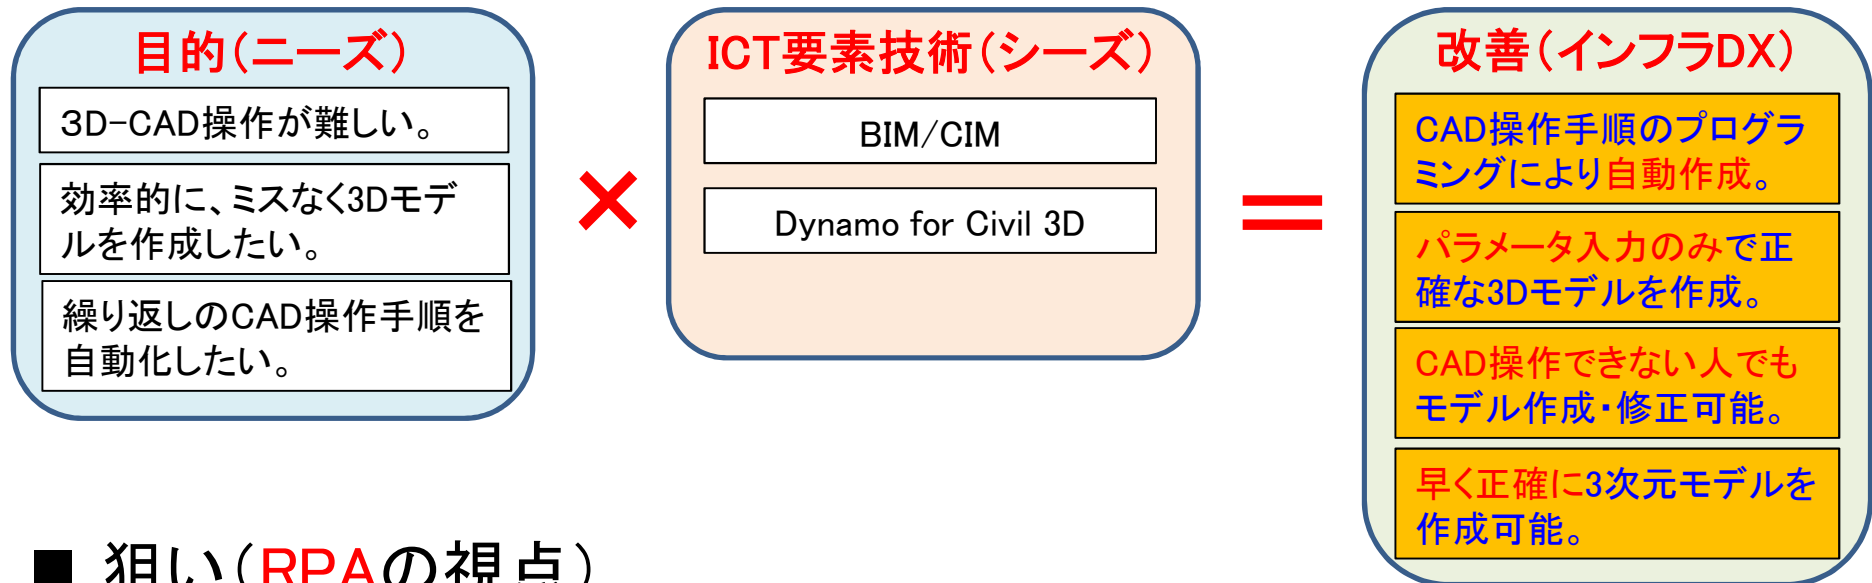 目的(ニーズ)
3D-CAD操作が難しい。
効率的に、ミスなく3Dモデ
ルを作成したい。
繰り返しのCAD操作手順を
自動化したい。
×
ICT要素技術(シーズ)
BIM/CIM
Dynamo for Civil 3D
=
改善(インフラDX)
CAD操作手順のプログラ
ミングにより自動作成。
パラメータ入力のみで正
確な3Dモデルを作成。
CAD操作できない人でも
モデル作成・修正可能。
早く正確に3次元モデルを
作成可能。
■ 狙い(RPAの視点)